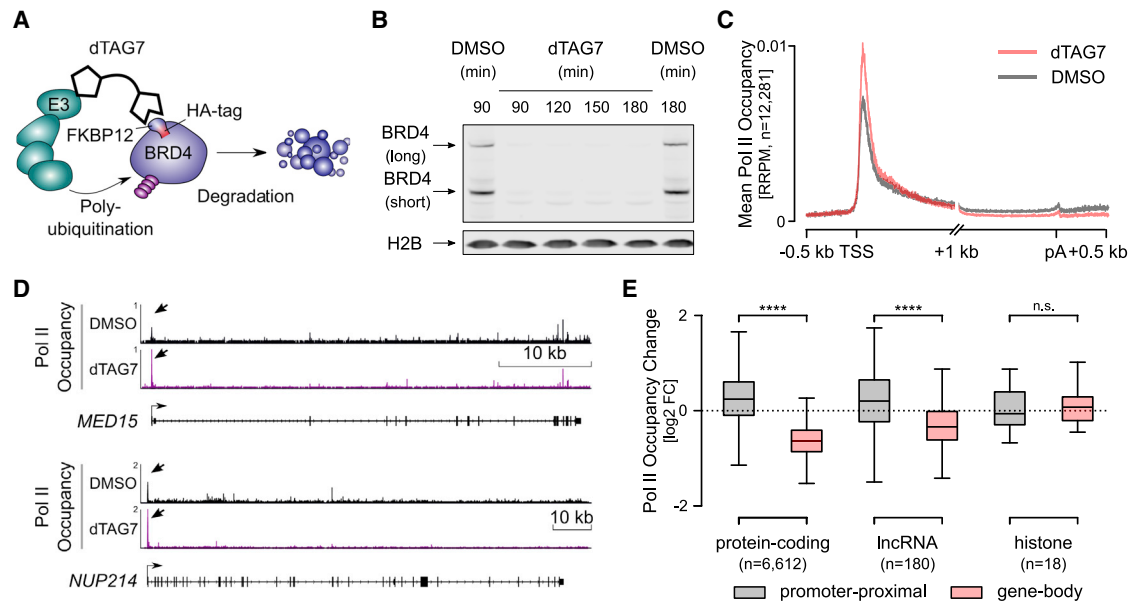 A
dTAG7
E3
HA-tag
FKBP12
BRD4
Degradation
Poly-
ubiquitination
B
DMSO dTAG7 DMSO
(min) (min) (min)
90 90 120 150 180 180
BRD4
(long)
BRD4
(short)
H2B
C
Mean Pol II Occupancy
[RRPM, n=12,281]
0.01
0
dTAG7
DMSO
-0.5 kb TSS +1 kb pA +0.5 kb
D
Pol II
Occupancy
DMSO
1
dTAG7
1
10 kb
MED15
Pol II
Occupancy
DMSO
2
dTAG7
2
10 kb
NUP214
E
Pol II Occupancy Change
[log2 FC]
2
0
-2
**** **** n.s.
protein-coding lncRNA histone
(n=6,612) (n=180) (n=18)
promoter-proximal gene-body